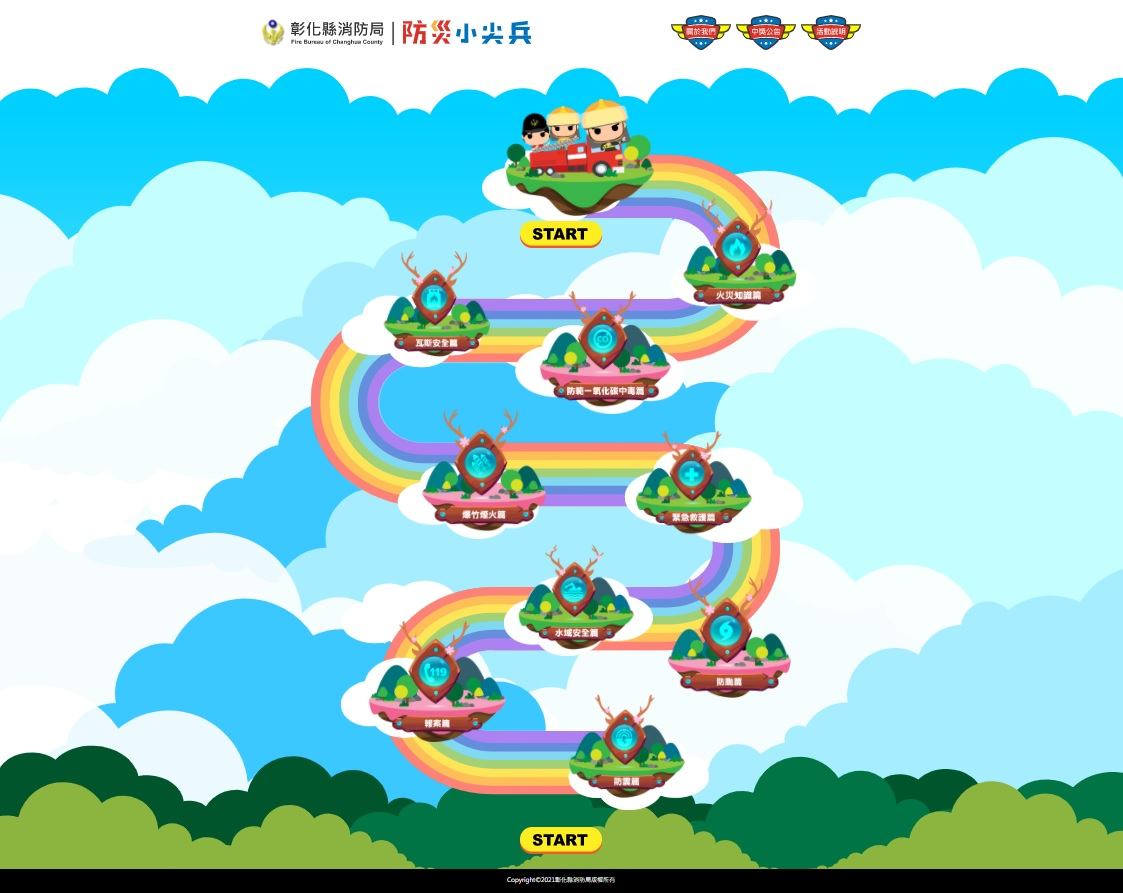 彰化縣消防局
Fire Bureau of Changhua County
防災小尖兵
關於我們
中獎公告
活動說明
START
火災知識篇
瓦斯安全篇
防範一氧化碳中毒篇
CO
爆竹煙火篇
緊急救護篇
水域安全篇
防颱篇
119
報案篇
防震篇
START
Copyright©2021彰化縣消防局版權所有